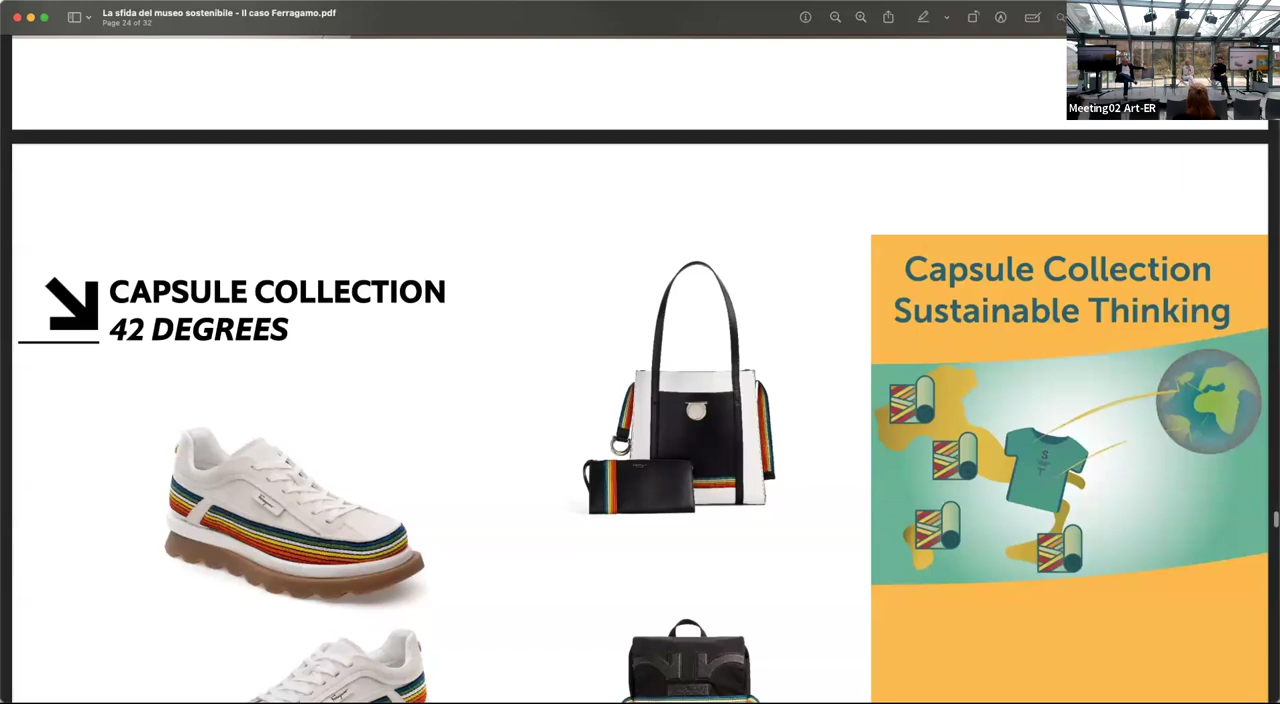 La sfida del museo sostenibile - Il caso Ferragamo.pdf
Page 24 of 32
Meeting02 Art-ER
CAPSULE COLLECTION
42 DEGREES
Capsule Collection
Sustainable Thinking
S
T